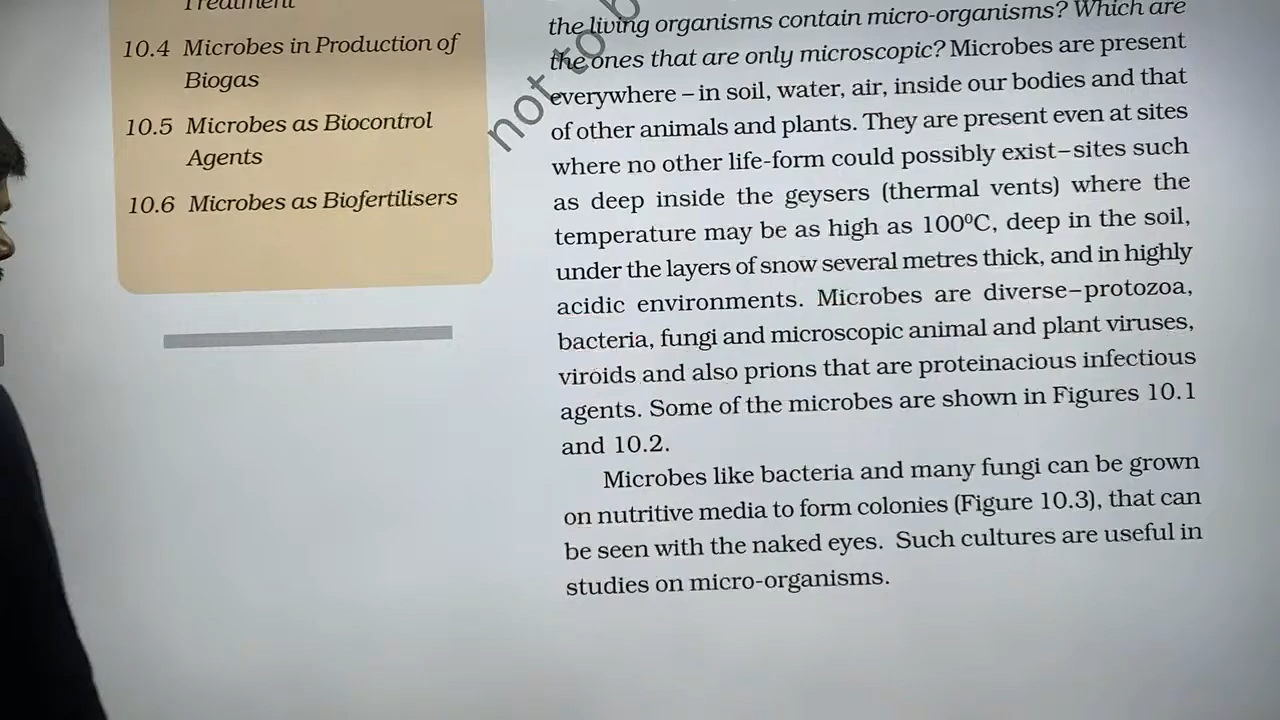 Treatment
10.4 Microbes in Production of
Biogas
10.5 Microbes as Biocontrol
Agents
10.6 Microbes as Biofertilisers
not to b
the living organisms contain micro-organisms? Which are
the ones that are only microscopic? Microbes are present
everywhere – in soil, water, air, inside our bodies and that
of other animals and plants. They are present even at sites
where no other life-form could possibly exist–sites such
as deep inside the geysers (thermal vents) where the
temperature may be as high as 100⁰C, deep in the soil,
under the layers of snow several metres thick, and in highly
acidic environments. Microbes are diverse–protozoa,
bacteria, fungi and microscopic animal and plant viruses,
viroids and also prions that are proteinacious infectious
agents. Some of the microbes are shown in Figures 10.1
and 10.2.
Microbes like bacteria and many fungi can be grown
on nutritive media to form colonies (Figure 10.3), that can
be seen with the naked eyes. Such cultures are useful in
studies on micro-organisms.